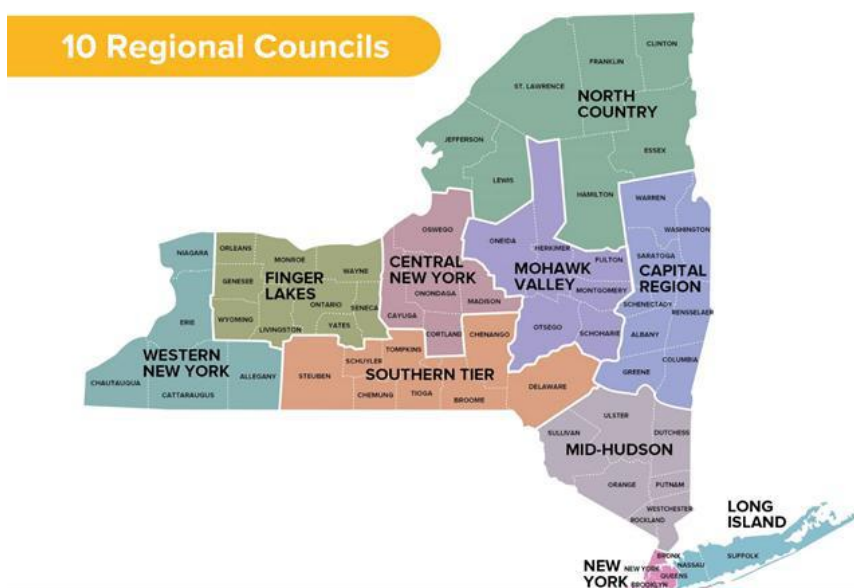 10 Regional Councils
CLINTON
FRANKLIN
ST. LAWRENCE
NORTH
COUNTRY
JEFFERSON
ESSEX
LEWIS
HAMILTON
WARREN
WASHINGTON
OSWEGO
ONEIDA
HERKIMER
FULTON
SARATOGA
NIAGARA
ORLEANS
MONROE
WAYNE
GENESEE
FINGER
LAKES
ONTARIO
SENECA
WYOMING
LIVINGSTON
YATES
CENTRAL
NEW YORK
ONONDAGA
MADISON
CAYUGA
CORTLAND
MOHAWK
VALLEY
MONTGOMERY
OTSEGO
SCHOHARIE
CAPITAL
REGION
SCHENECTADY
RENSSELAER
ALBANY
COLUMBIA
GREENE
ERIE
WESTERN
NEW YORK
CHAUTAUQUA
CATTARAUGUS
ALLEGANY
CHENANGO
TOMPKINS
SCHUYLER
STEUBEN
SOUTHERN TIER
CHEMUNG
TIOGA
BROOME
DELAWARE
ULSTER
SULLIVAN
DUTCHESS
MID-HUDSON
ORANGE
PUTNAM
WESTCHESTER
ROCKLAND
LONG
ISLAND
BRONX
NEW YORK
NASSAU
SUFFOLK
QUEENS
BROOKLYN
NEW
YORK